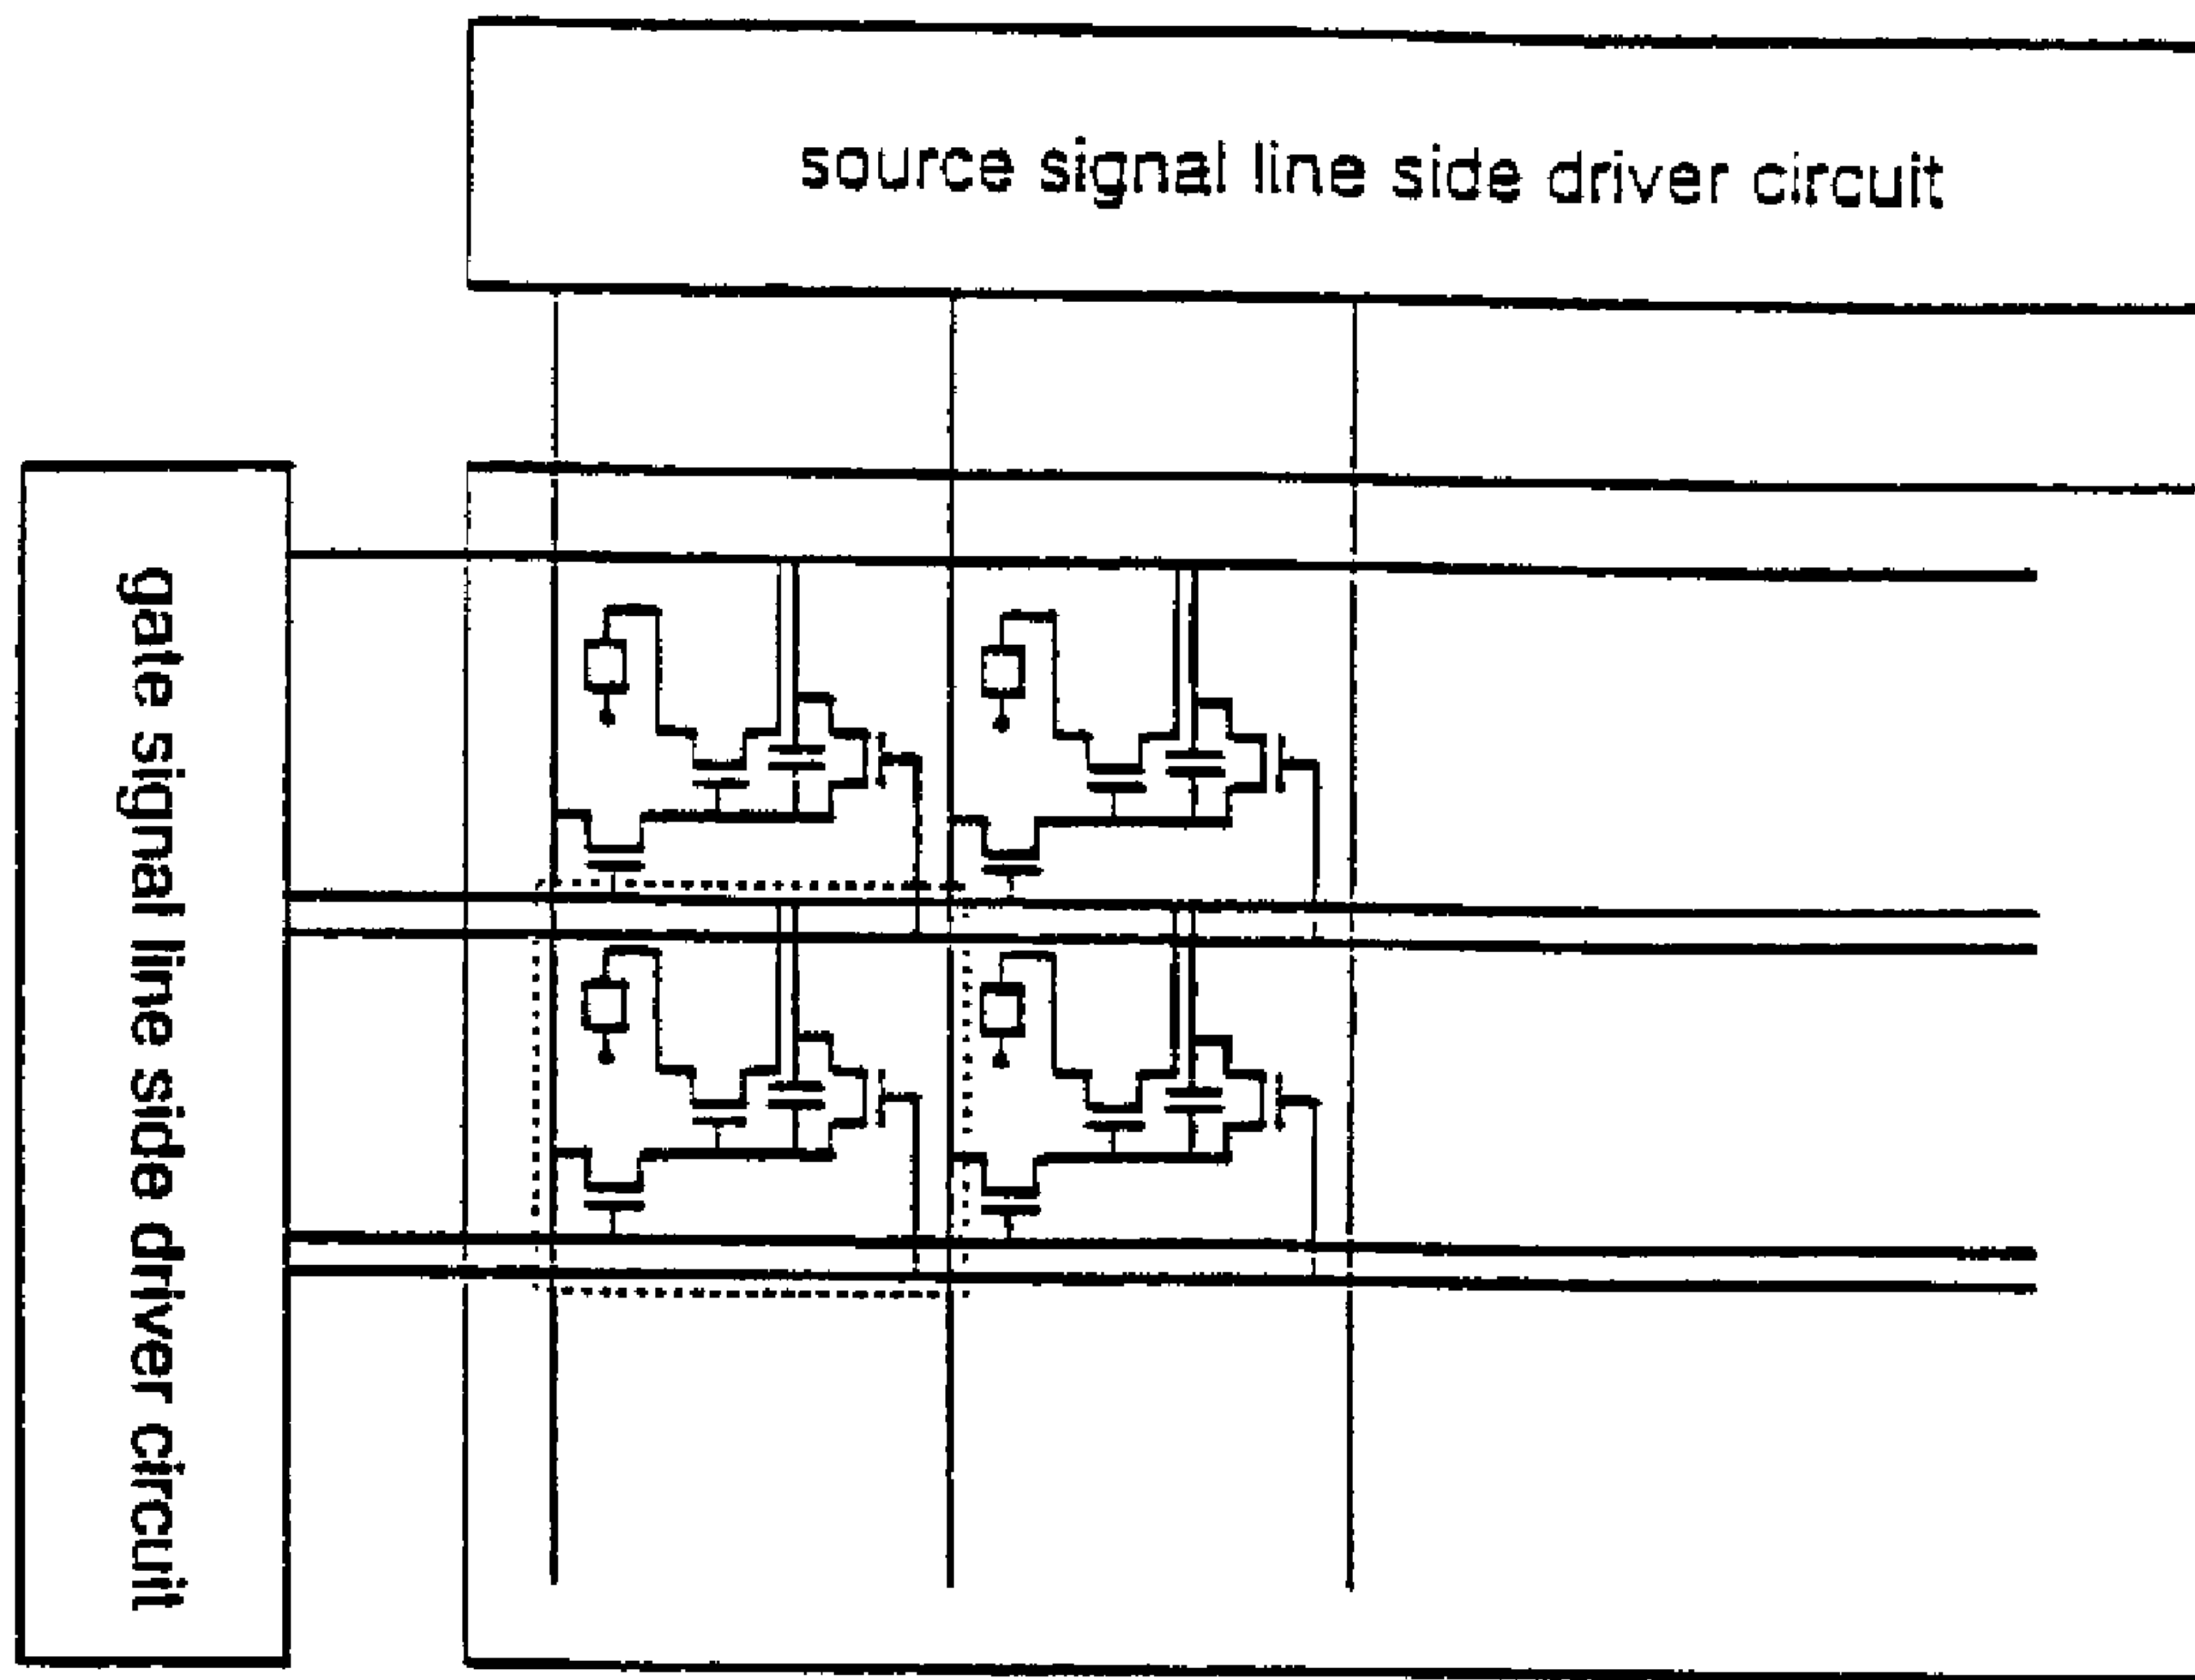 source signal line side driver circuit
gate signal line side driver circuit